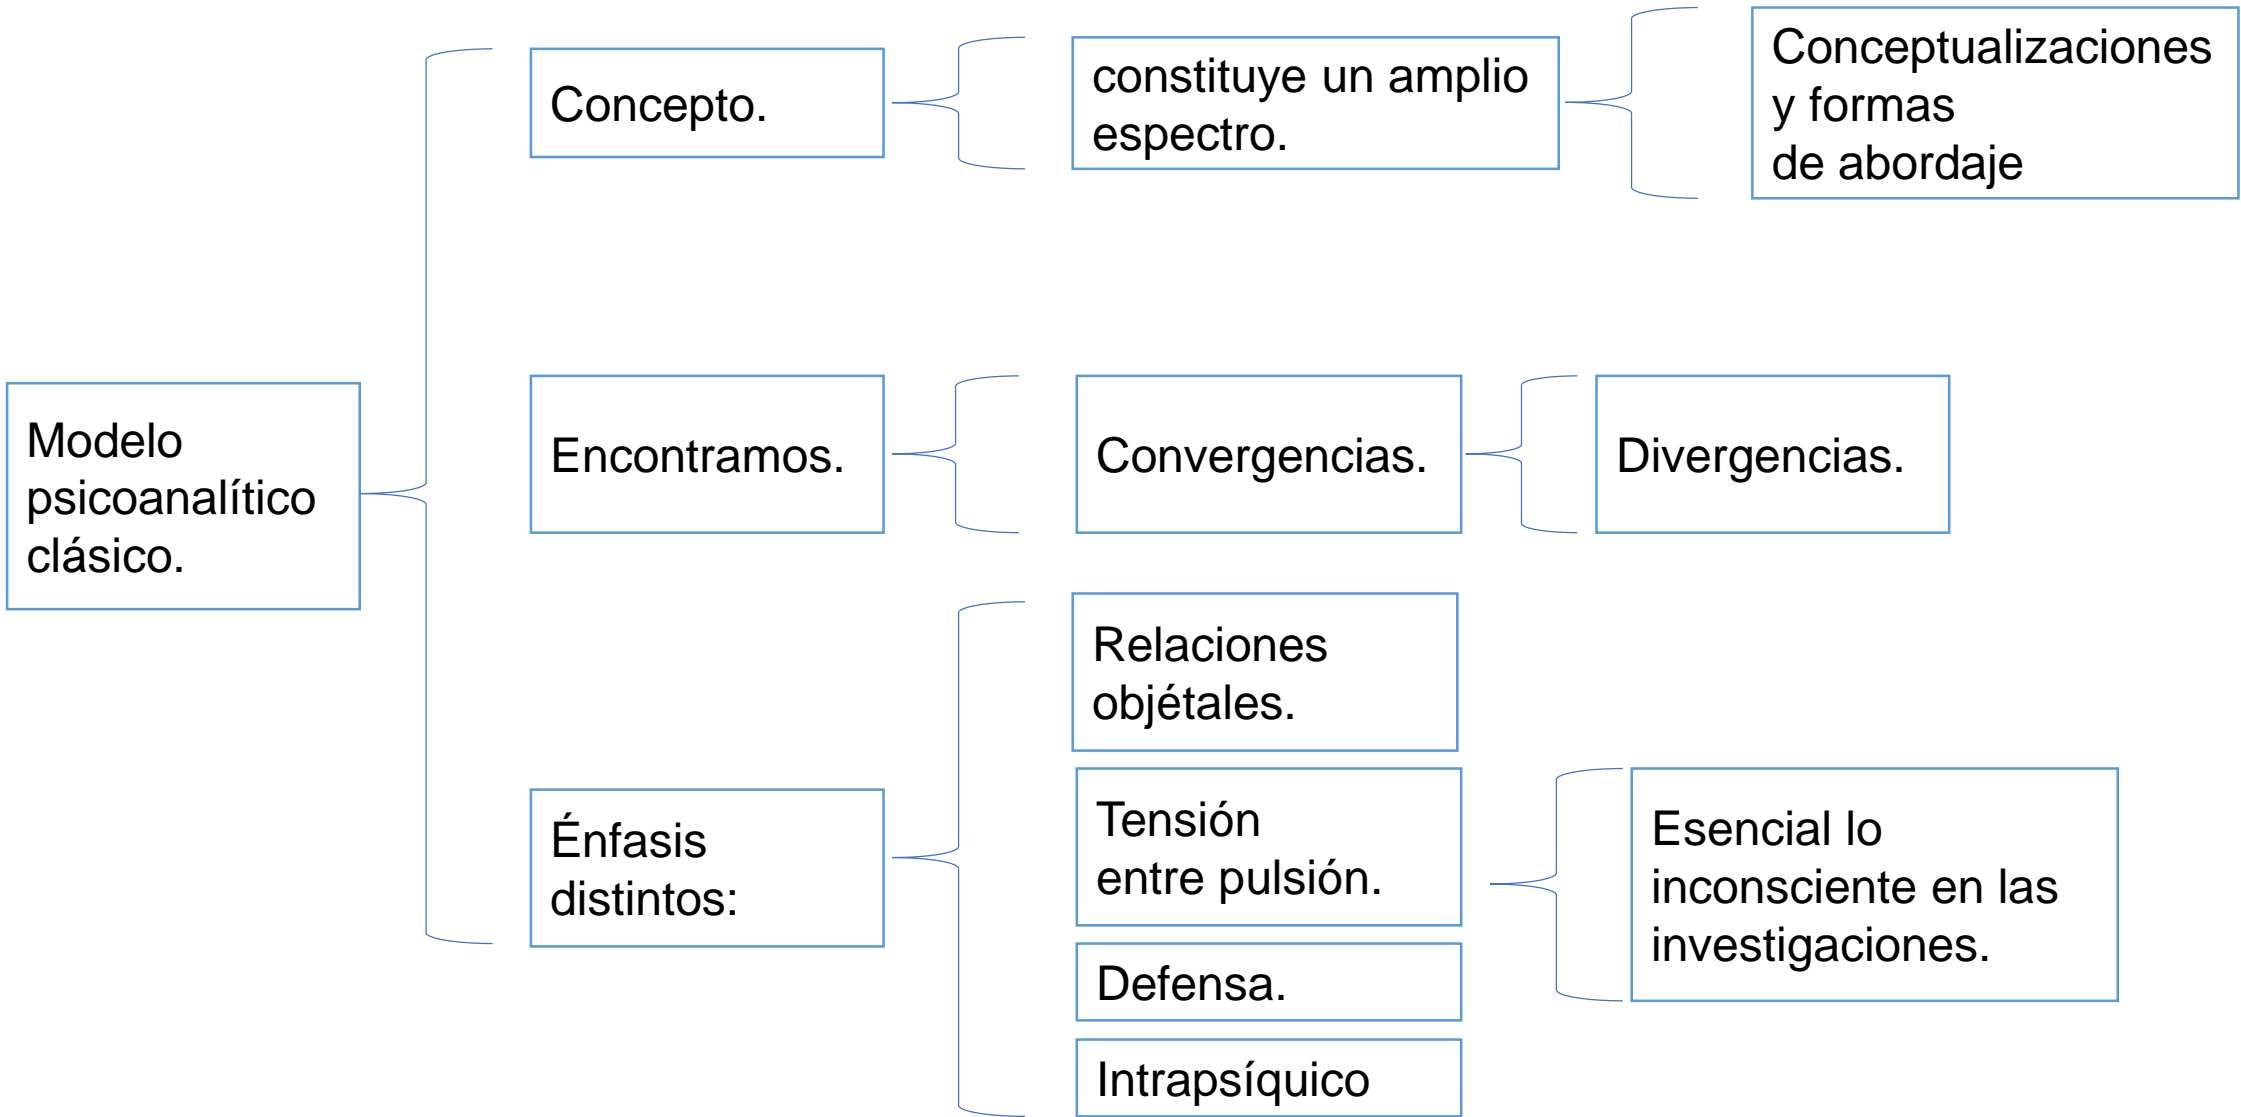 Modelo
psicoanalítico
clásico.
Concepto.
constituye un amplio
espectro.
Conceptualizaciones
y formas
de abordaje
Encontramos.
Convergencias.
Divergencias.
Énfasis
distintos:
Relaciones
objétales.
Tensión
entre pulsión.
Defensa.
Intrapsíquico
Esencial lo
inconsciente en las
investigaciones.